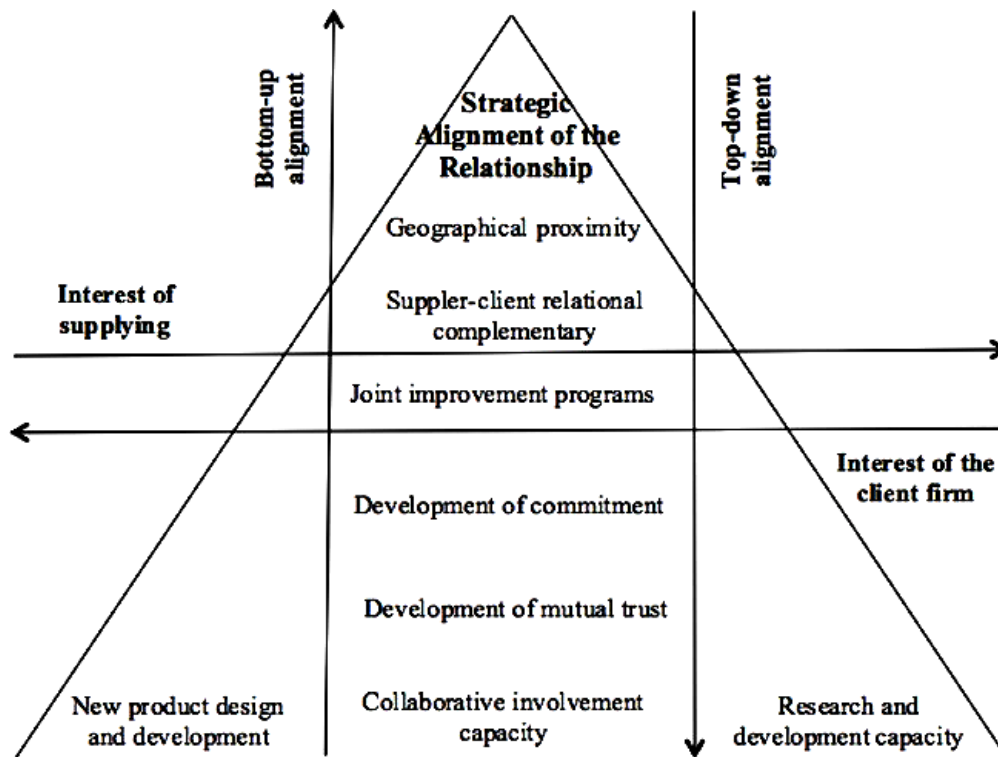 Bottom-up
alignment
Strategic
Alignment of the
Relationship
Top-down
alignment
Geographical proximity
Interest of
supplying
Suppler-client relational
complementary
Joint improvement programs
Interest of the
client firm
Development of commitment
Development of mutual trust
New product design
and development
Collaborative involvement
capacity
Research and
development capacity